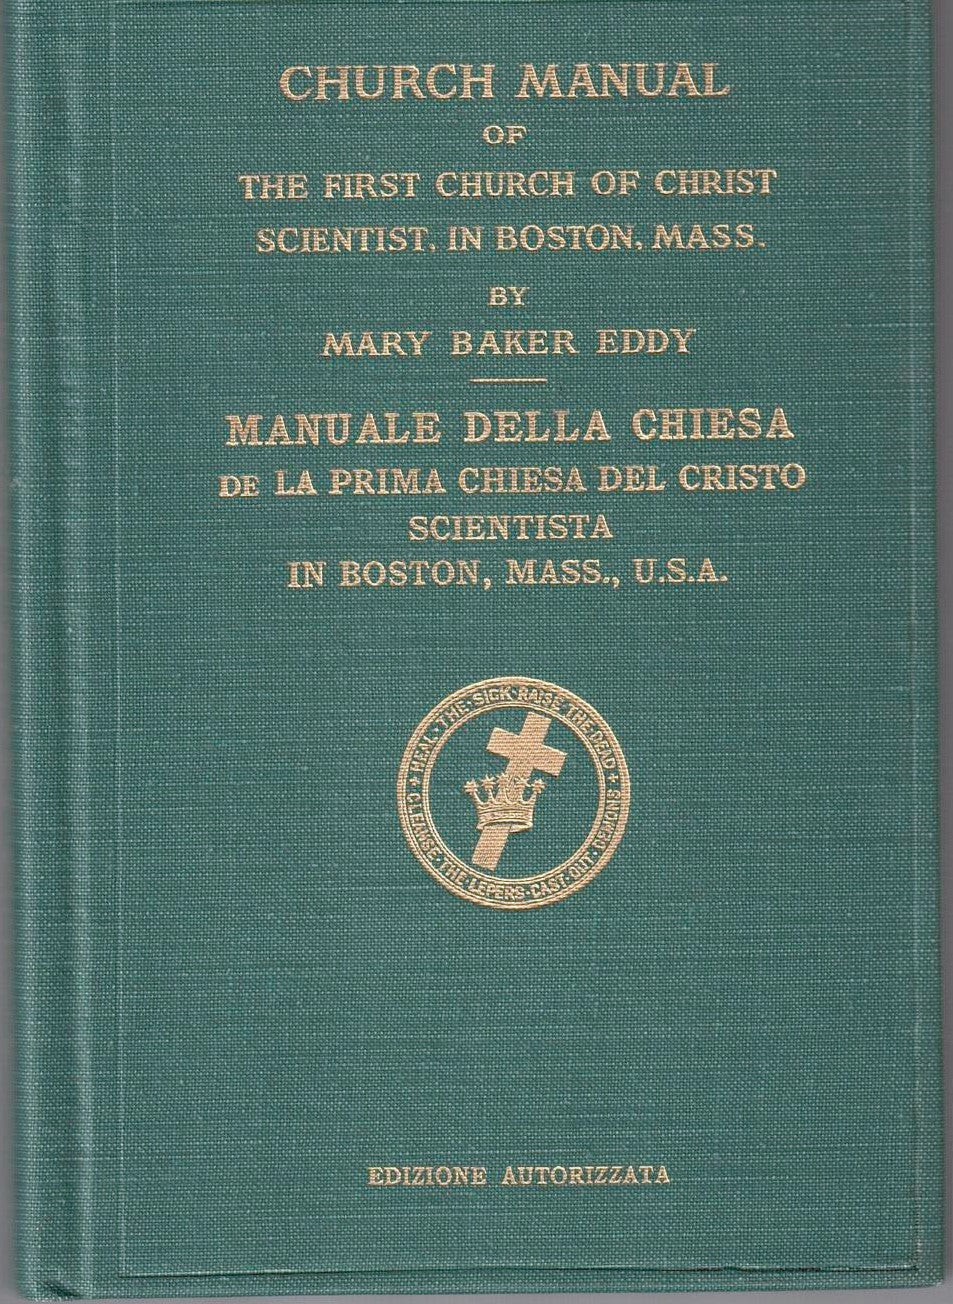 CHURCH MANUAL
OF
THE FIRST CHURCH OF CHRIST
SCIENTIST, IN BOSTON, MASS.
BY
MARY BAKER EDDY
MANUALE DELLA CHIESA
DE LA PRIMA CHIESA DEL CRISTO
SCIENTISTA
IN BOSTON, MASS., U.S.A.
HEAL·THE·SICK·RAISE·THE·DEAD
CLEANSE·THE·LEPERS·CAST·OUT·DEMONS
EDIZIONE AUTORIZZATA